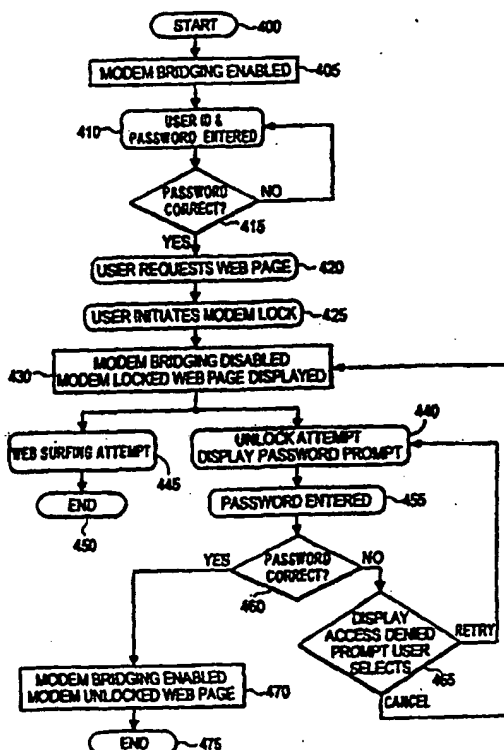 START
400
MODEM BRIDGING ENABLED
405
USER ID &
PASSWORD ENTERED
410
PASSWORD
CORRECT?
NO
415
YES
USER REQUESTS WEB PAGE
420
USER INITIATES MODEM LOCK
425
MODEM BRIDGING DISABLED
MODEM LOCKED WEB PAGE DISPLAYED
430
440
WEB SURFING ATTEMPT
445
UNLOCK ATTEMPT
DISPLAY PASSWORD PROMPT
END
450
PASSWORD ENTERED
455
YES
PASSWORD
CORRECT?
NO
460
DISPLAY
ACCESS DENIED
PROMPT USER
SELECTS
RETRY
465
CANCEL
MODEM BRIDGING ENABLED
MODEM UNLOCKED WEB PAGE
470
END
475